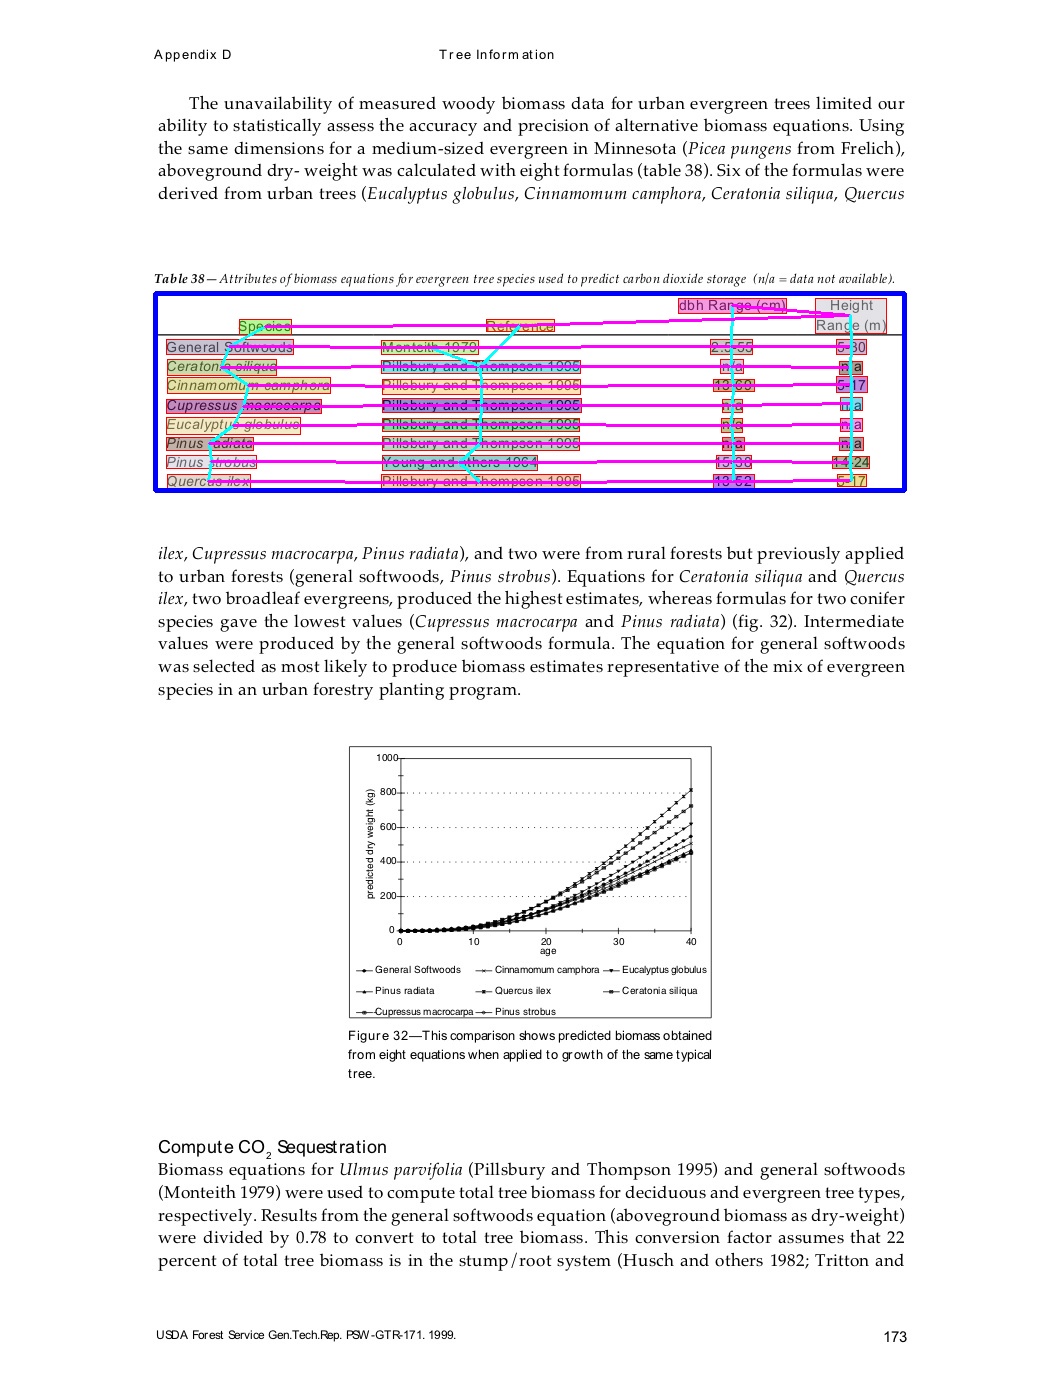 Appendix D
Tree Information
The unavailability of measured woody biomass data for urban evergreen trees limited our
ability to statistically assess the accuracy and precision of alternative biomass equations. Using
the same dimensions for a medium-sized evergreen in Minnesota (Picea pungens from Frelich),
aboveground dry- weight was calculated with eight formulas (table 38). Six of the formulas were
derived from urban trees (Eucalyptus globulus, Cinnamomum camphora, Ceratonia siliqua, Quercus
Table 38—Attributes of biomass equations for evergreen tree species used to predict carbon dioxide storage (n/a = data not available).
Species Reference dbh Range (cm) Height
Range (m)
General Softwoods Monteith 1979 2.5-55 5-30
Ceratonia siliqua Pillsbury and Thompson 1995 n/a n/a
Cinnamomum camphora Pillsbury and Thompson 1995 13-69 5-17
Cupressus macrocarpa Pillsbury and Thompson 1995 n/a n/a
Eucalyptus globulus Pillsbury and Thompson 1995 n/a n/a
Pinus radiata Pillsbury and Thompson 1995 n/a n/a
Pinus strobus Young and others 1964 14-24
Quercus ilex Pillsbury and Thompson 1995 13-52 5-17
ilex, Cupressus macrocarpa, Pinus radiata), and two were from rural forests but previously applied
to urban forests (general softwoods, Pinus strobus). Equations for Ceratonia siliqua and Quercus
ilex, two broadleaf evergreens, produced the highest estimates, whereas formulas for two conifer
species gave the lowest values (Cupressus macrocarpa and Pinus radiata) (fig. 32). Intermediate
values were produced by the general softwoods formula. The equation for general softwoods
was selected as most likely to produce biomass estimates representative of the mix of evergreen
species in an urban forestry planting program.
1000
800
600
400
200
0
predicted dry weight (kg)
0 10 20 30 40
age
General Softwoods Cinnamomum camphora Eucalyptus globulus
Pinus radiata Quercus ilex Ceratonia siliqua
Cupressus macrocarpa Pinus strobus
Figure 32—This comparison shows predicted biomass obtained
from eight equations when applied to growth of the same typical
tree.
Compute CO2 Sequestration
Biomass equations for Ulmus parvifolia (Pillsbury and Thompson 1995) and general softwoods
(Monteith 1979) were used to compute total tree biomass for deciduous and evergreen tree types,
respectively. Results from the general softwoods equation (aboveground biomass as dry-weight)
were divided by 0.78 to convert to total tree biomass. This conversion factor assumes that 22
percent of total tree biomass is in the stump/root system (Husch and others 1982; Tritton and
USDA Forest Service Gen.Tech.Rep. PSW-GTR-171. 1999.
173